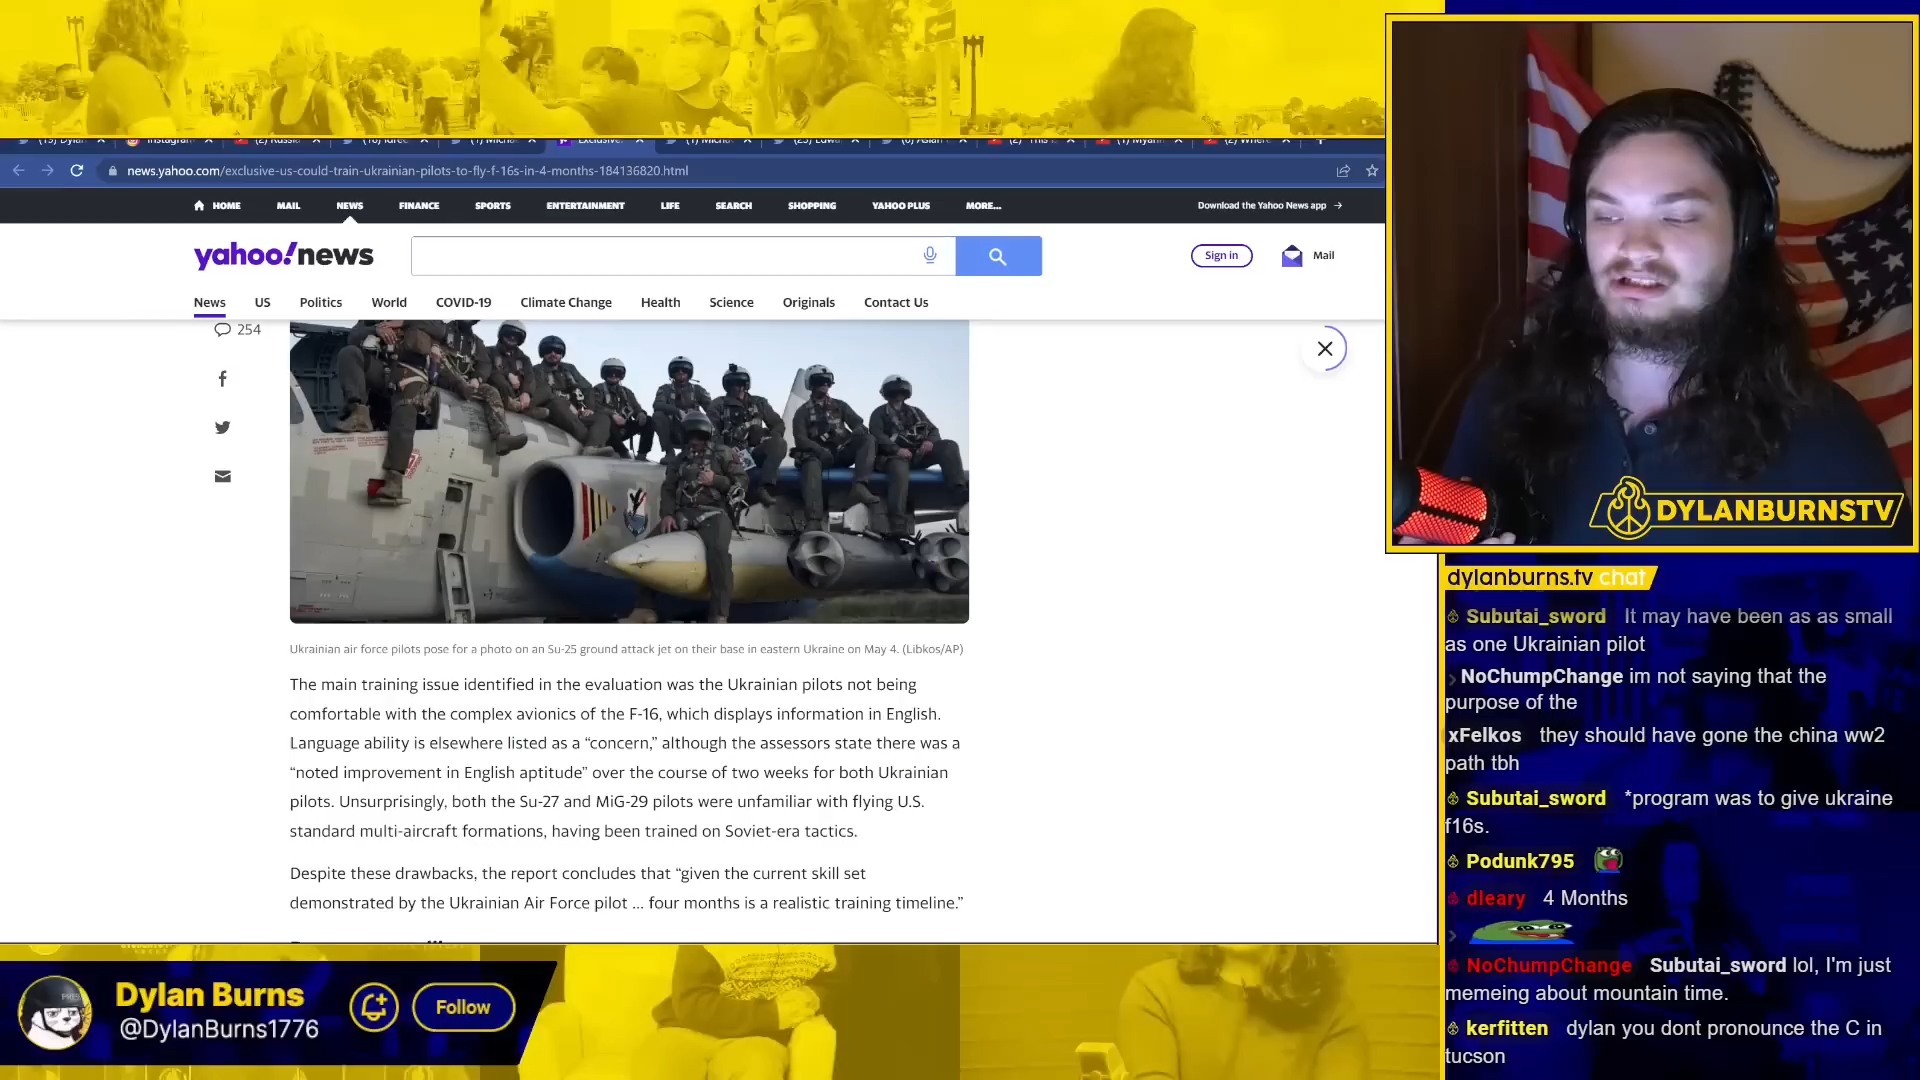 news.yahoo.com/exclusive-us-could-train-ukrainian-pilots-to-fly-f-16s-in-4-months-184136820.html
HOME MAIL NEWS FINANCE SPORTS ENTERTAINMENT LIFE SEARCH SHOPPING YAHOO PLUS MORE... Download the Yahoo News app →
yahoo!news
Sign in
Mail
News US Politics World COVID-19 Climate Change Health Science Originals Contact Us
254
Ukrainian air force pilots pose for a photo on an Su-25 ground attack jet on their base in eastern Ukraine on May 4. (Libkos/AP)
The main training issue identified in the evaluation was the Ukrainian pilots not being
comfortable with the complex avionics of the F-16, which displays information in English.
Language ability is elsewhere listed as a “concern,” although the assessors state there was a
“noted improvement in English aptitude” over the course of two weeks for both Ukrainian
pilots. Unsurprisingly, both the Su-27 and MiG-29 pilots were unfamiliar with flying U.S.
standard multi-aircraft formations, having been trained on Soviet-era tactics.
Despite these drawbacks, the report concludes that “given the current skill set
demonstrated by the Ukrainian Air Force pilot ... four months is a realistic training timeline.”
DYLANBURNSTV
dylanburns.tv chat
Subutai_sword It may have been as as small
as one Ukrainian pilot
NoChumpChange im not saying that the
purpose of the
xFelkos they should have gone the china ww2
path tbh
Subutai_sword *program was to give ukraine
f16s.
Podunk795
dleary 4 Months
NoChumpChange Subutai_sword lol, I'm just
memeing about mountain time.
kerfitten dylan you dont pronounce the C in
tucson
Dylan Burns
@DylanBurns1776
Follow